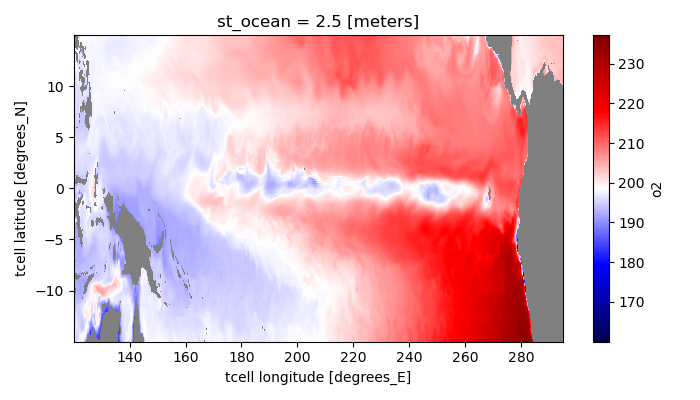 st_ocean = 2.5 [meters]
tcell latitude [degrees_N]
10
5
0
−5
−10
140 160 180 200 220 240 260 280
tcell longitude [degrees_E]
230
220
210
200
190
180
170
o2